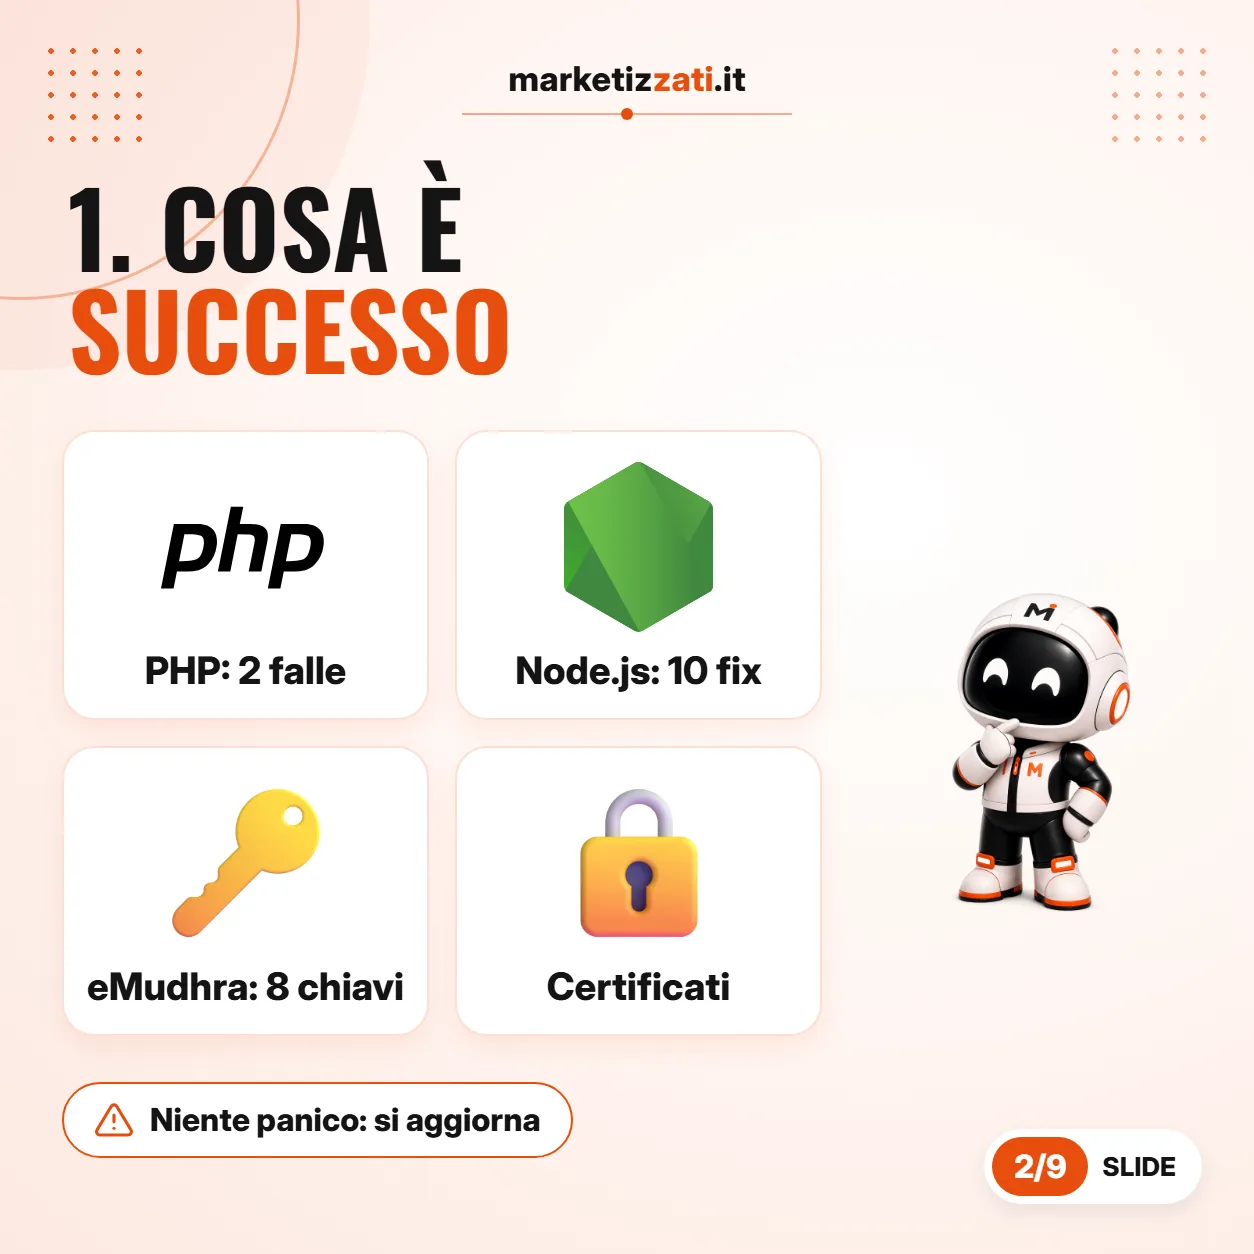 marketizzati.it
1. COSA È
SUCCESSO
php
PHP: 2 falle
Node.js: 10 fix
eMudhra: 8 chiavi
Certificati
M
M
Niente panico: si aggiorna
2/9 SLIDE